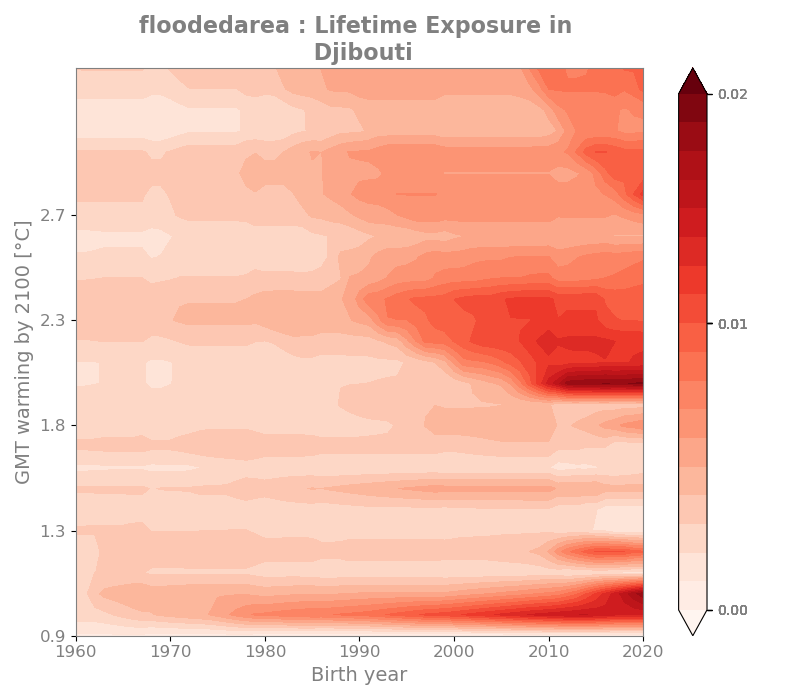 floodedarea : Lifetime Exposure in
Djibouti
0.02
0.01
0.00
GMT warming by 2100 [°C]
2.7
2.3
1.8
1.3
0.9
1960 1970 1980 1990 2000 2010 2020
Birth year